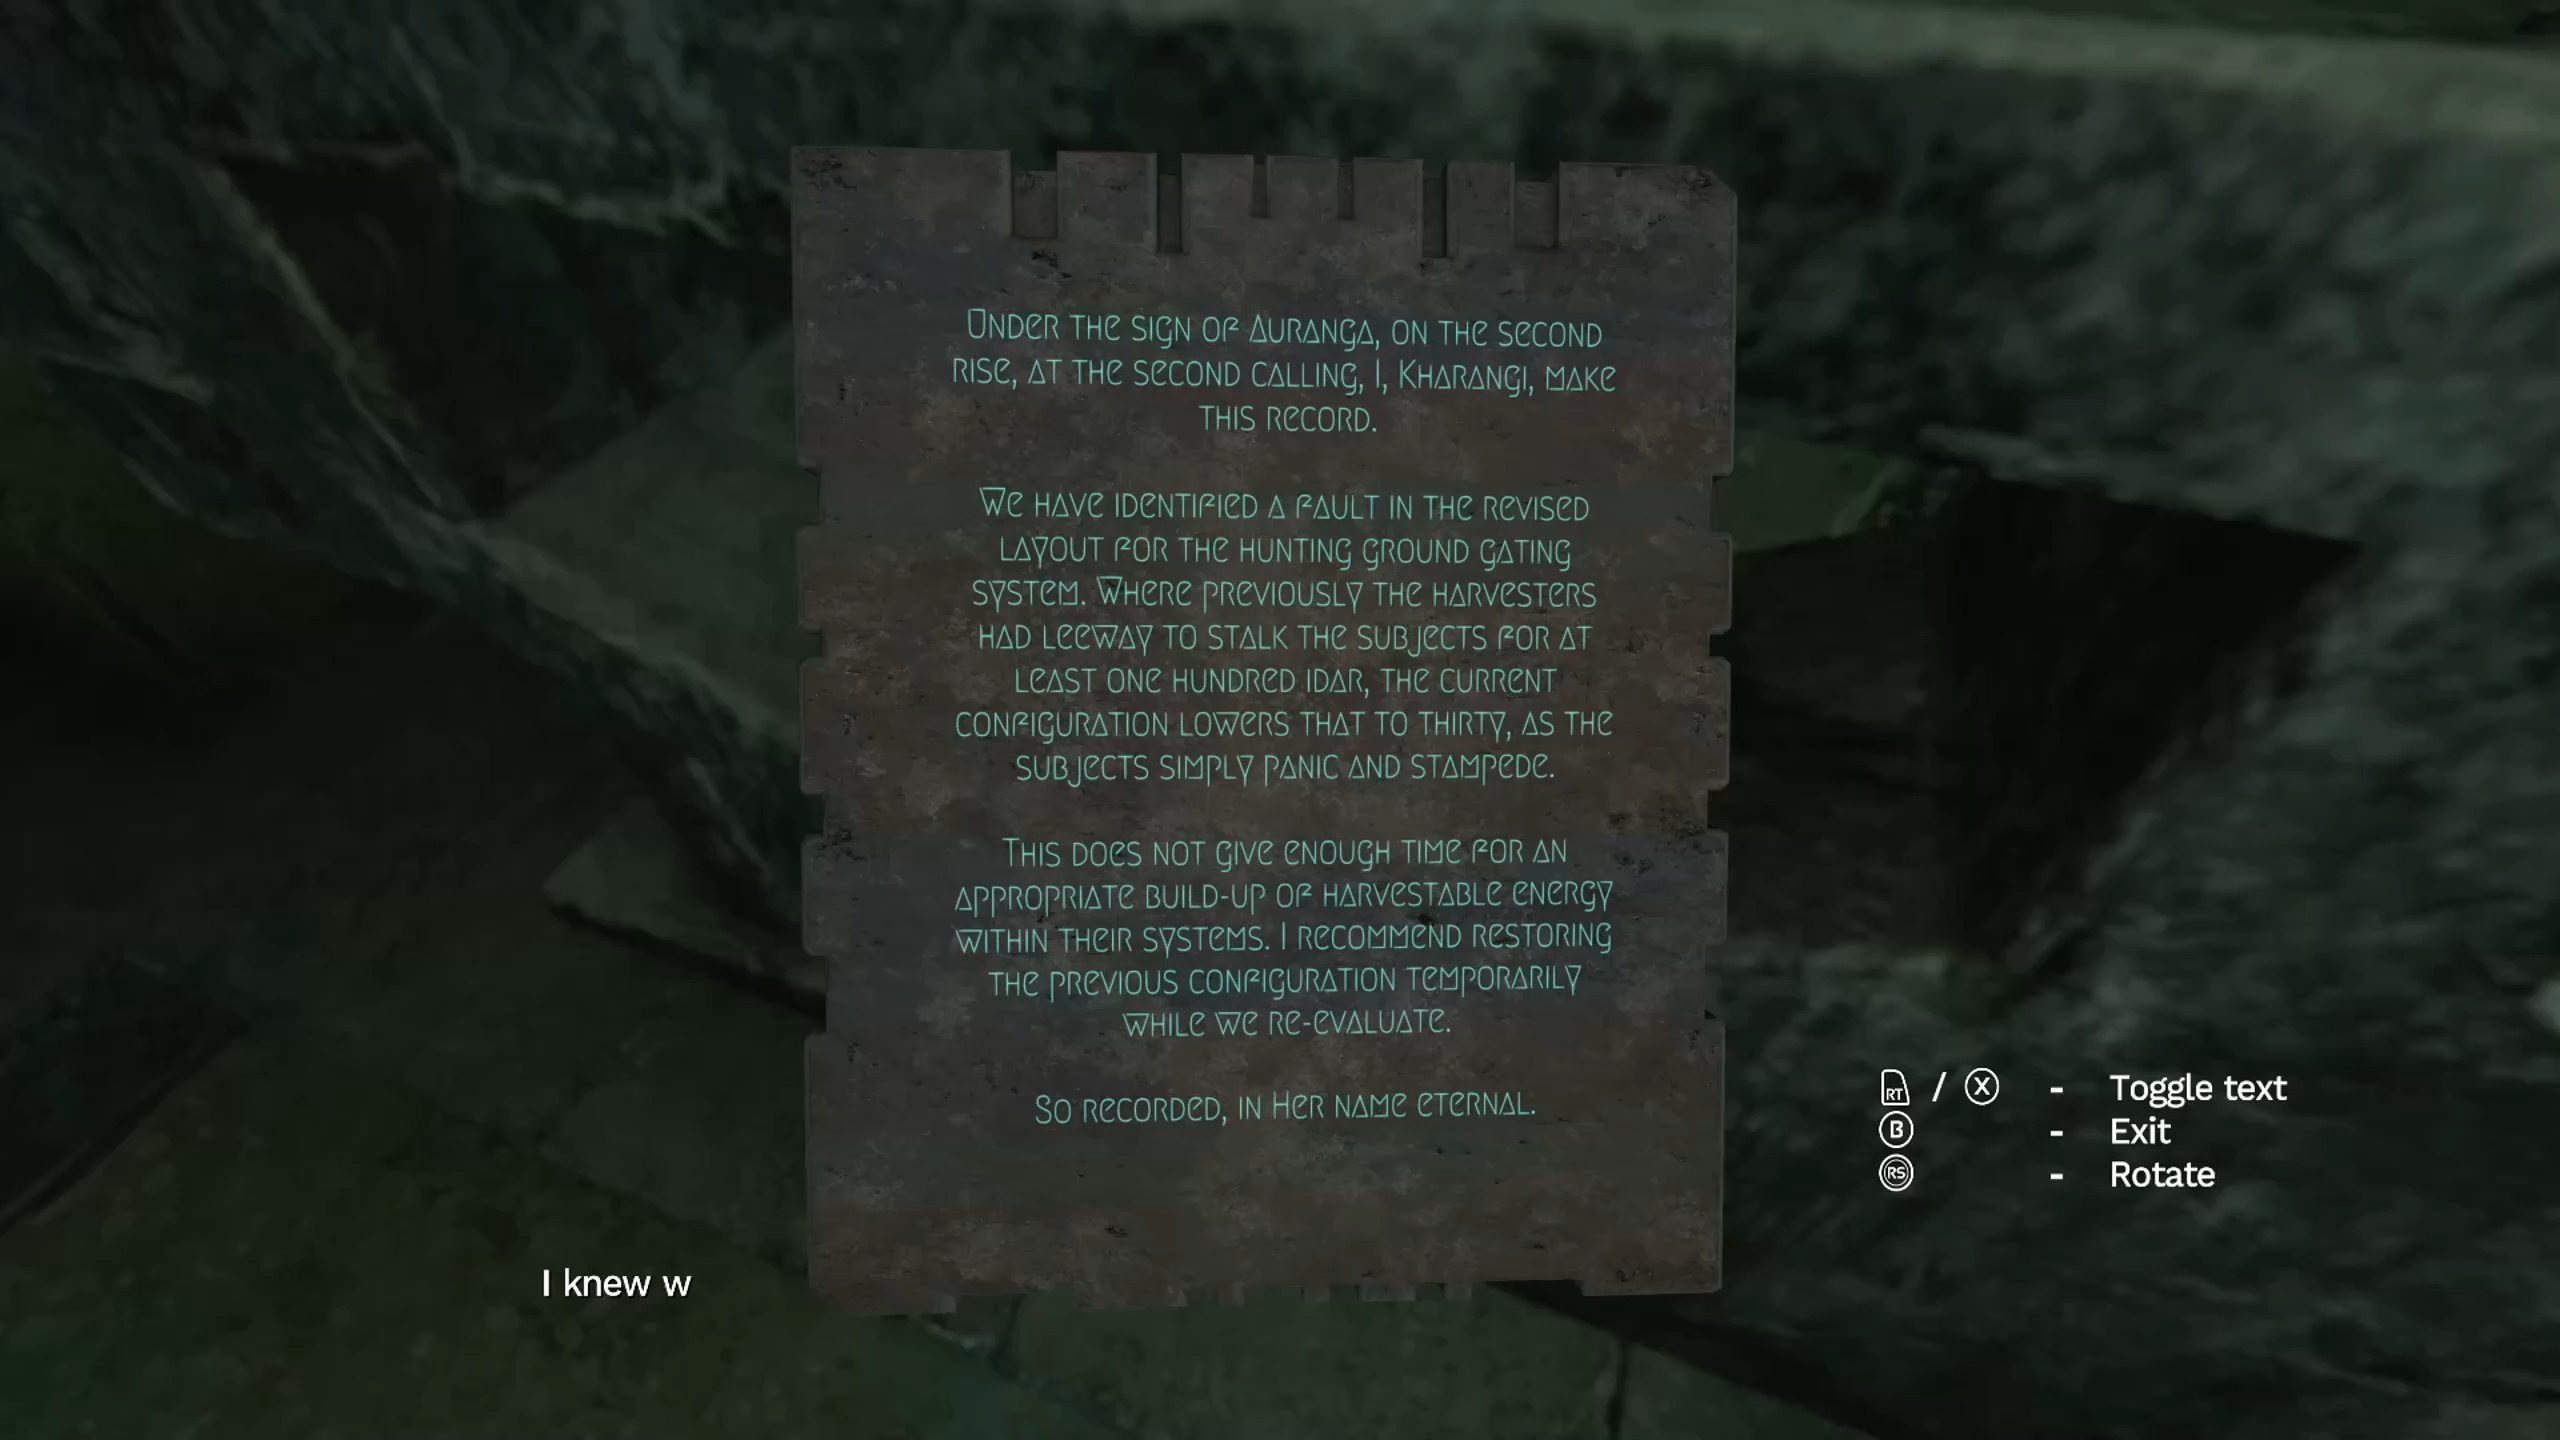 Under the sign of Auranga, on the second
rise, at the second calling, I, Kharangi, make
this record.
We have identified a fault in the revised
layout for the hunting ground gating
system. Where previously the harvesters
had leeway to stalk the subjects for at
least one hundred idar, the current
configuration lowers that to thirty, as the
subjects simply panic and stampede.
This does not give enough time for an
appropriate build-up of harvestable energy
within their systems. I recommend restoring
the previous configuration temporarily
while we re-evaluate.
So recorded, in Her name eternal.
RT / X - Toggle text
B - Exit
RS - Rotate
I knew w